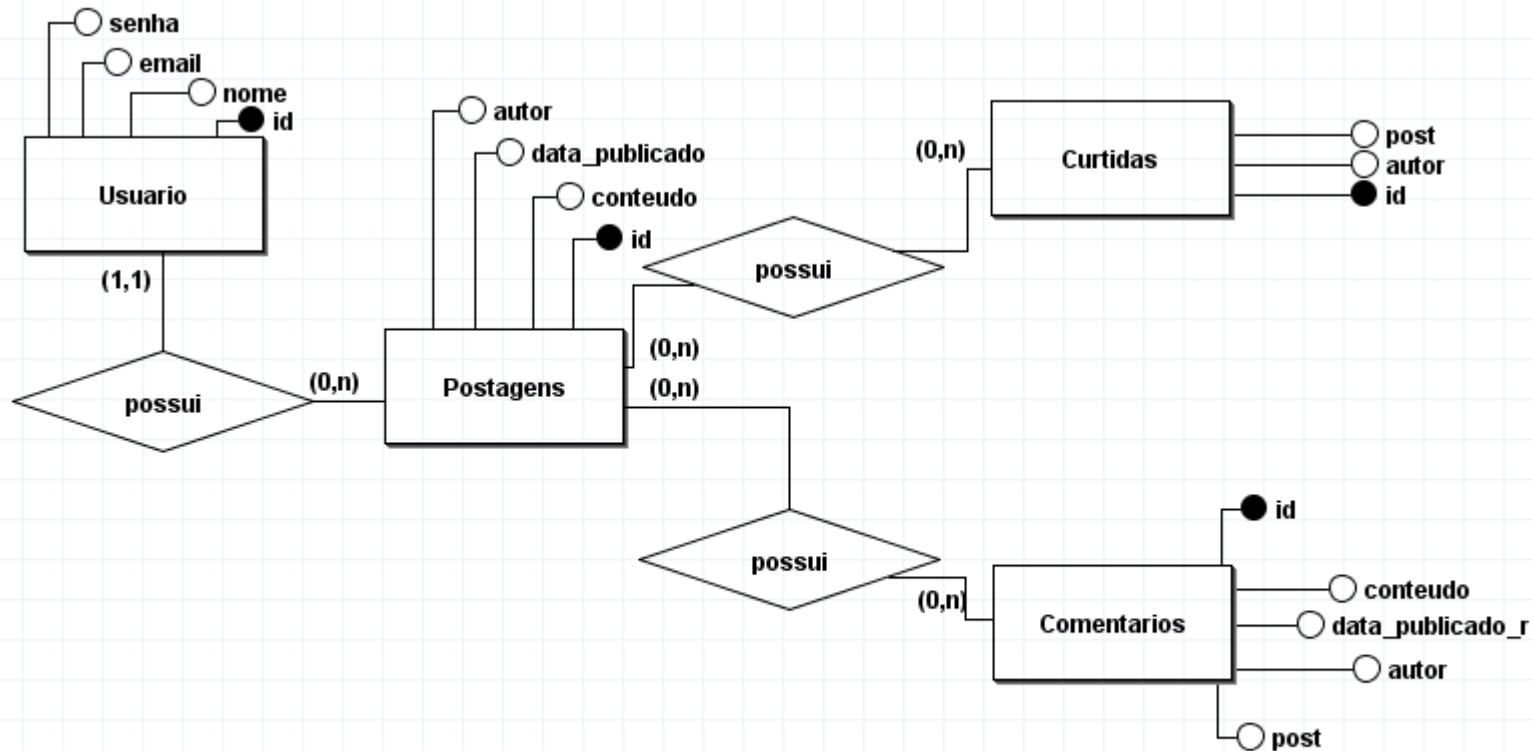 senha
email
nome
id
Usuario
(1,1)
possui
(0,n)
autor
data_publicado
conteudo
id
Postagens
(0,n)
(0,n)
possui
(0,n)
Curtidas
post
autor
id
possui
(0,n)
Comentarios
id
conteudo
data_publicado_r
autor
post